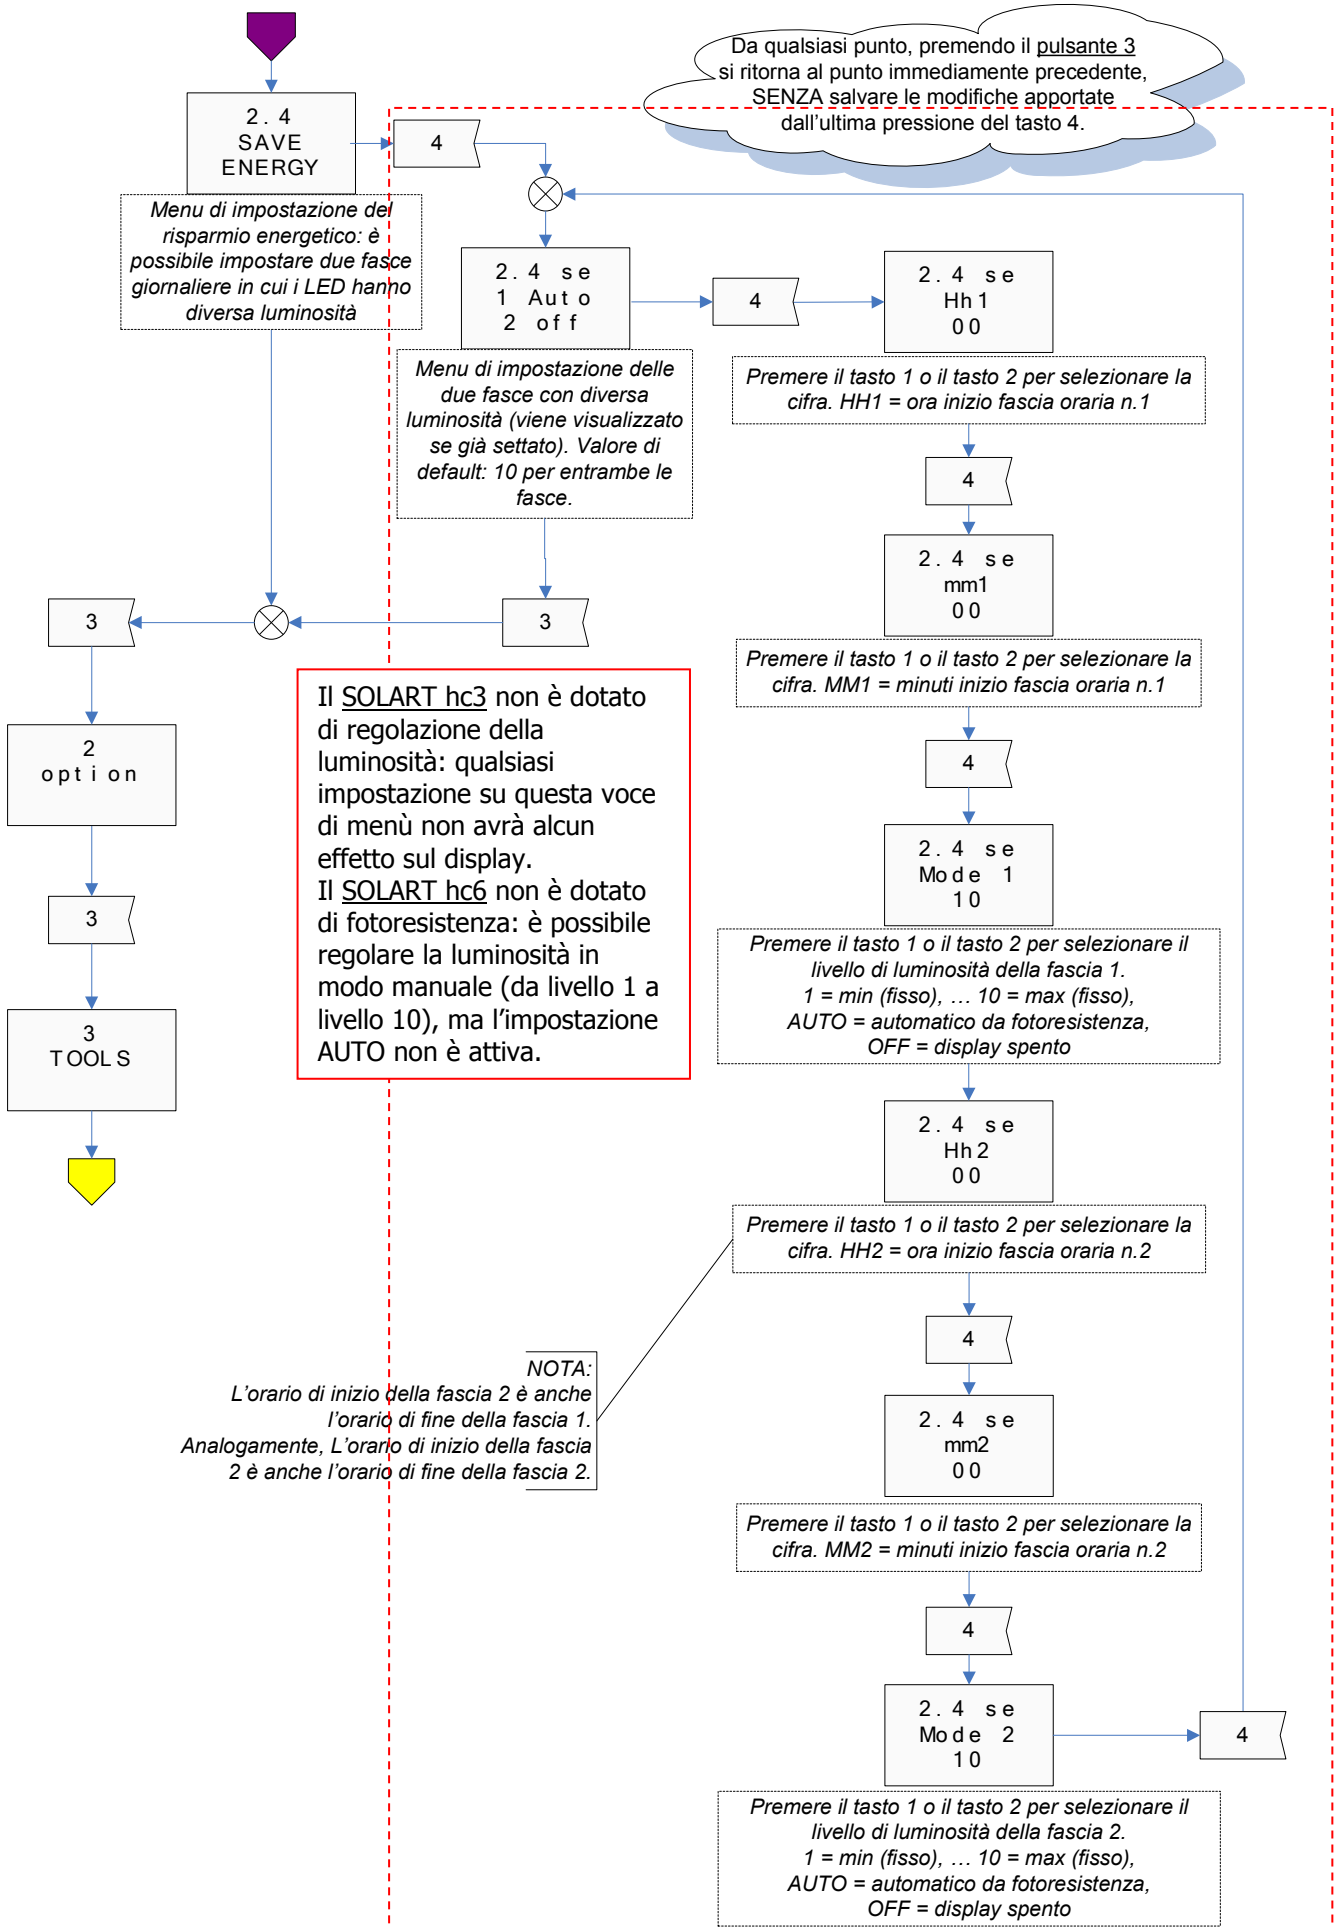 Da qualsiasi punto, premendo il pulsante 3
si ritorna al punto immediamente precedente,
SENZA salvare le modifiche apportate
dall'ultima pressione del tasto 4.
2. 4
SAVE
ENERGY
4
Menu di impostazione del
risparmio energetico: è
possibile impostare due fasce
giornaliere in cui i LED hanno
diversa luminosità
2. 4 se
1 Auto
2 off
4
2. 4 se
Hh1
00
Menu di impostazione delle
due fasce con diversa
luminosità (viene visualizzato
se già settato). Valore di
default: 10 per entrambe le
fasce.
Premere il tasto 1 o il tasto 2 per selezionare la
cifra. HH1 = ora inizio fascia oraria n.1
4
2. 4 se
mm1
00
3
3
Premere il tasto 1 o il tasto 2 per selezionare la
cifra. MM1 = minuti inizio fascia oraria n.1
Il SOLART hc3 non è dotato
di regolazione della
luminosità: qualsiasi
impostazione su questa voce
di menù non avrà alcun
effetto sul display.
Il SOLART hc6 non è dotato
di fotoresistenza: è possibile
regolare la luminosità in
modo manuale (da livello 1 a
livello 10), ma l'impostazione
AUTO non è attiva.
2
option
4
3
2. 4 se
Mode 1
10
Premere il tasto 1 o il tasto 2 per selezionare il
livello di luminosità della fascia 1.
1 = min (fisso), … 10 = max (fisso),
AUTO = automatico da fotoresistenza,
OFF = display spento
3
TOOLS
2. 4 se
Hh2
00
Premere il tasto 1 o il tasto 2 per selezionare la
cifra. HH2 = ora inizio fascia oraria n.2
4
NOTA:
L'orario di inizio della fascia 2 è anche
l'orario di fine della fascia 1.
Analogamente, L'orario di inizio della fascia
2 è anche l'orario di fine della fascia 2.
2. 4 se
mm2
00
Premere il tasto 1 o il tasto 2 per selezionare la
cifra. MM2 = minuti inizio fascia oraria n.2
4
2. 4 se
Mode 2
10
4
Premere il tasto 1 o il tasto 2 per selezionare il
livello di luminosità della fascia 2.
1 = min (fisso), … 10 = max (fisso),
AUTO = automatico da fotoresistenza,
OFF = display spento